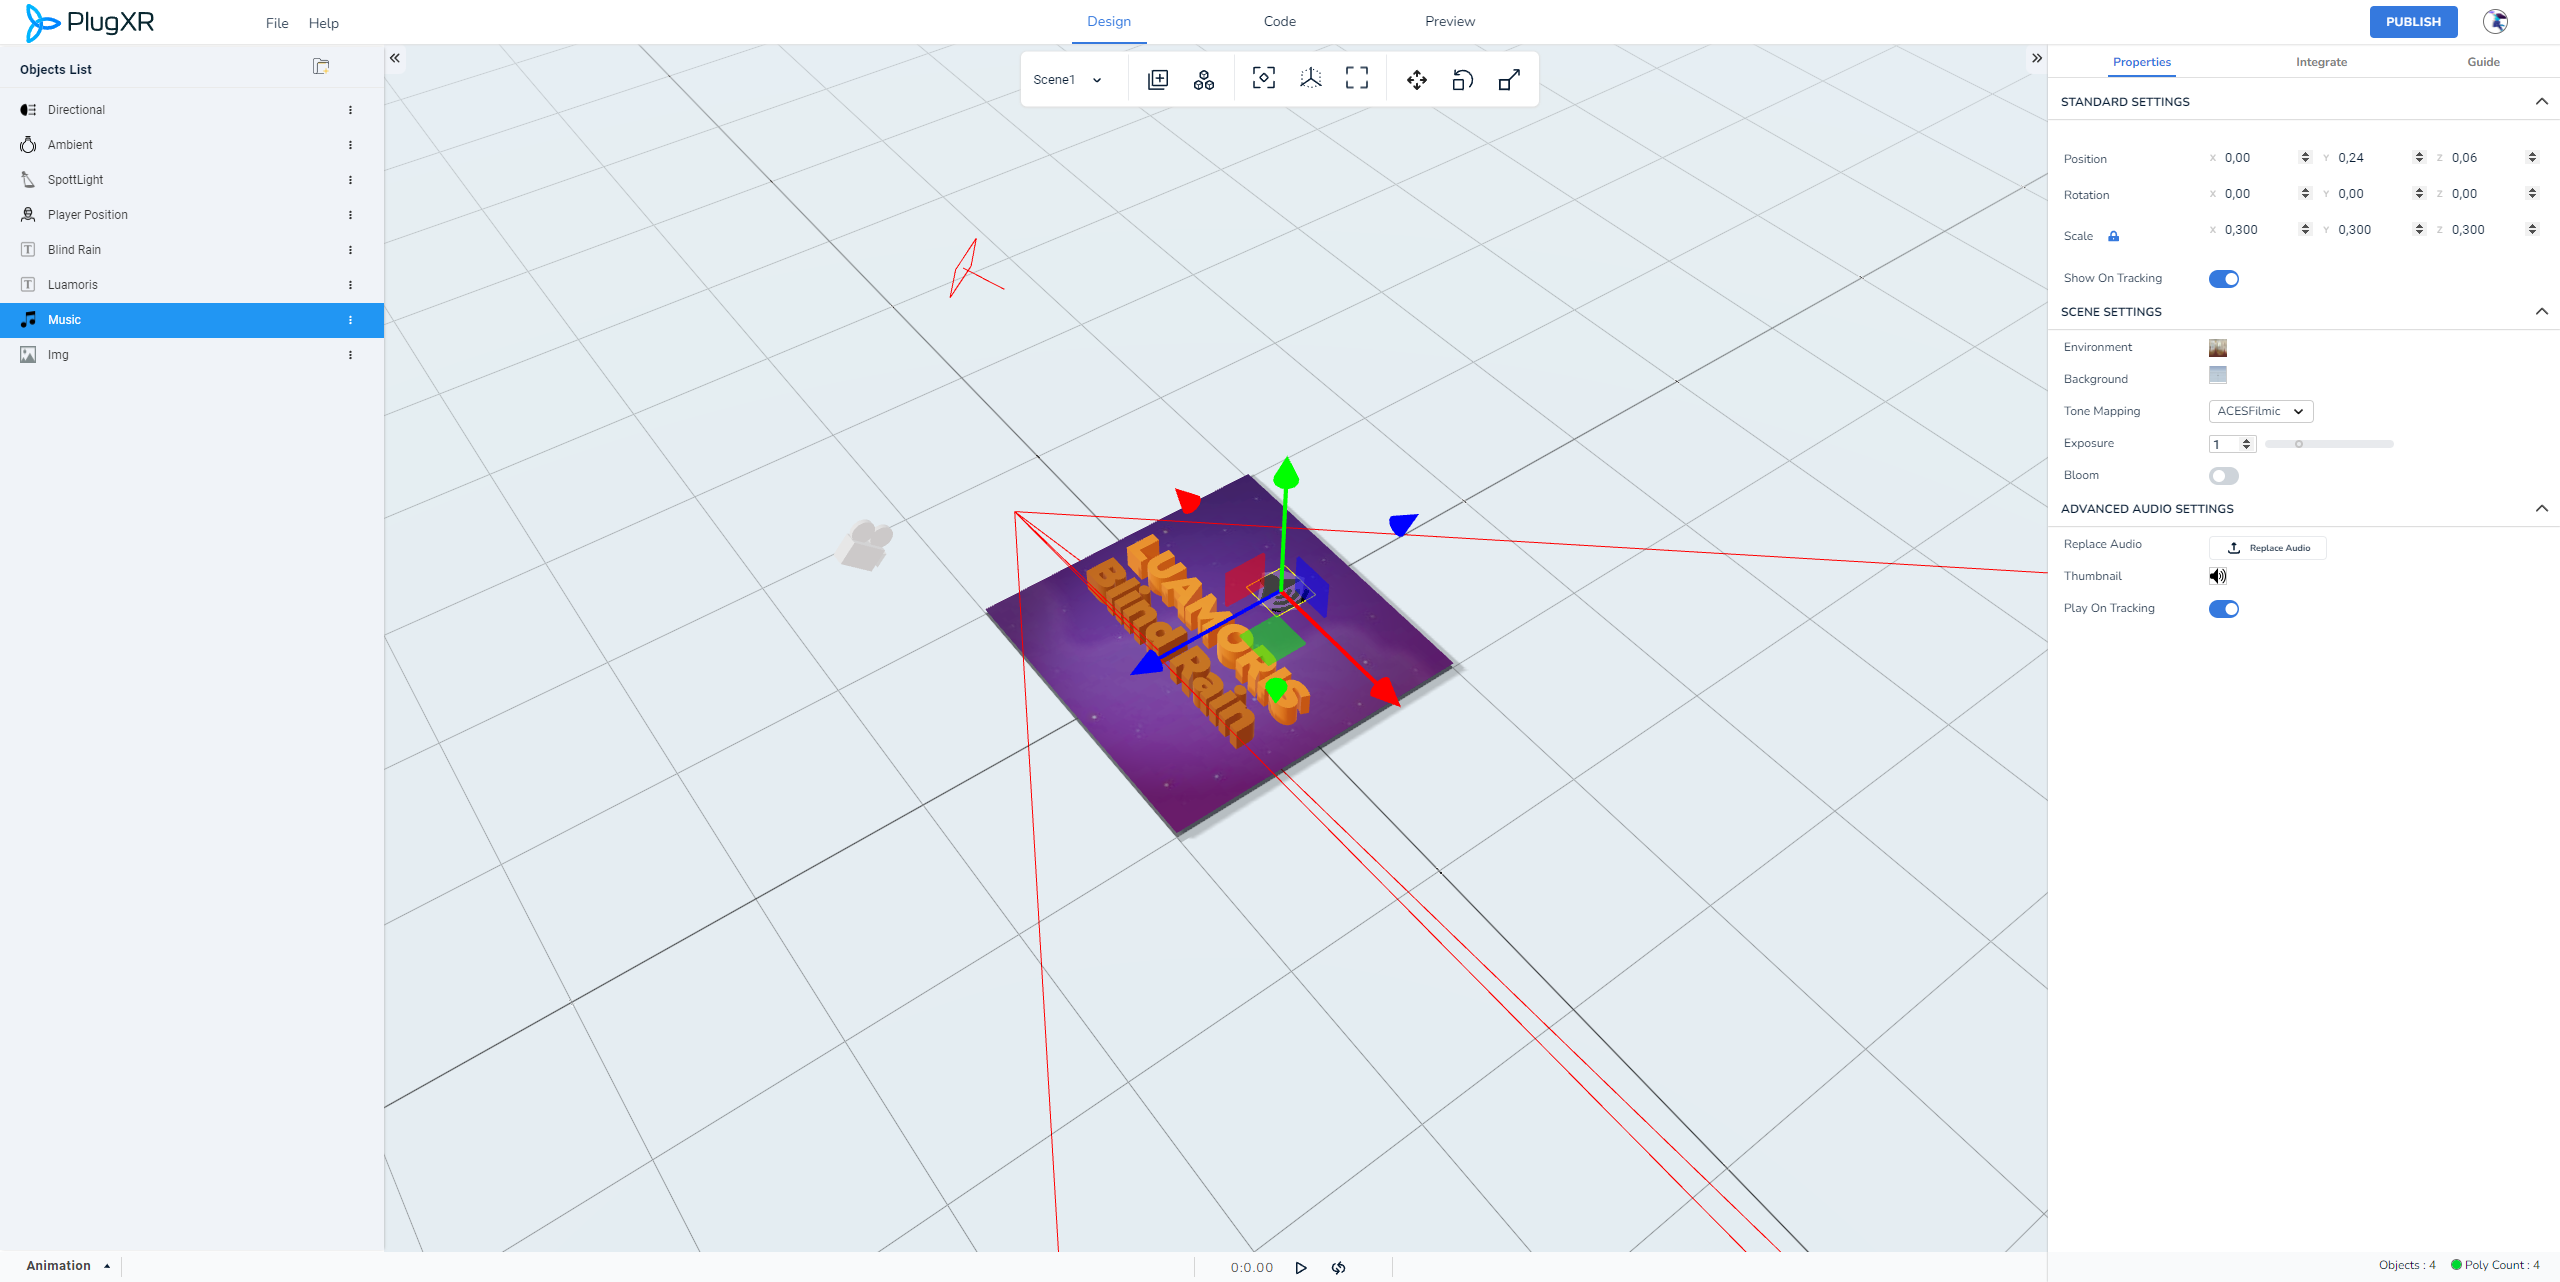 PlugXR
File Help
Design Code Preview
PUBLISH
Objects List
Directional
Ambient
SpottLight
Player Position
Blind Rain
Luamoris
Music
Img
Scene1
LUAMORIS
Blind Rain
Properties Integrate Guide
STANDARD SETTINGS
Position X 0,00 Y 0,24 Z 0,06
Rotation X 0,00 Y 0,00 Z 0,00
Scale X 0,300 Y 0,300 Z 0,300
Show On Tracking
SCENE SETTINGS
Environment
Background
Tone Mapping ACESFilmic
Exposure 1
Bloom
ADVANCED AUDIO SETTINGS
Replace Audio Replace Audio
Thumbnail
Play On Tracking
Animation
0:0.00
Objects : 4 Poly Count : 4